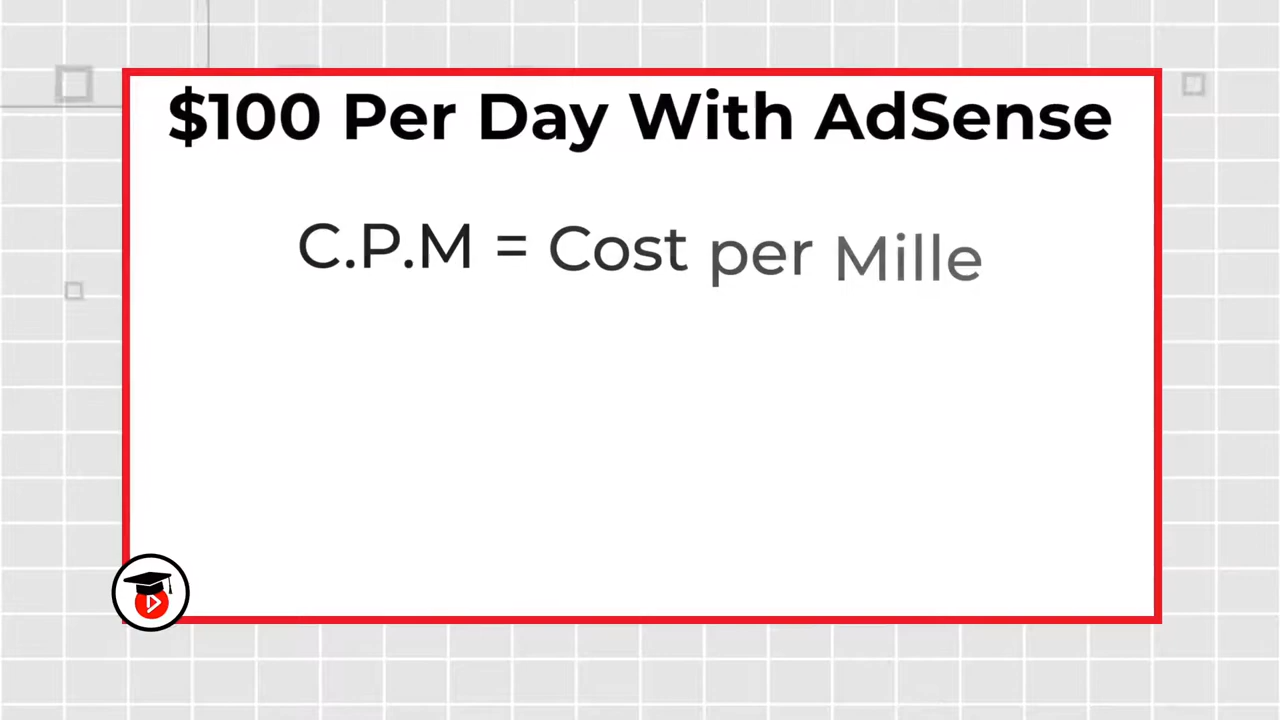 $100 Per Day With AdSense
C.P.M = Cost per Mille